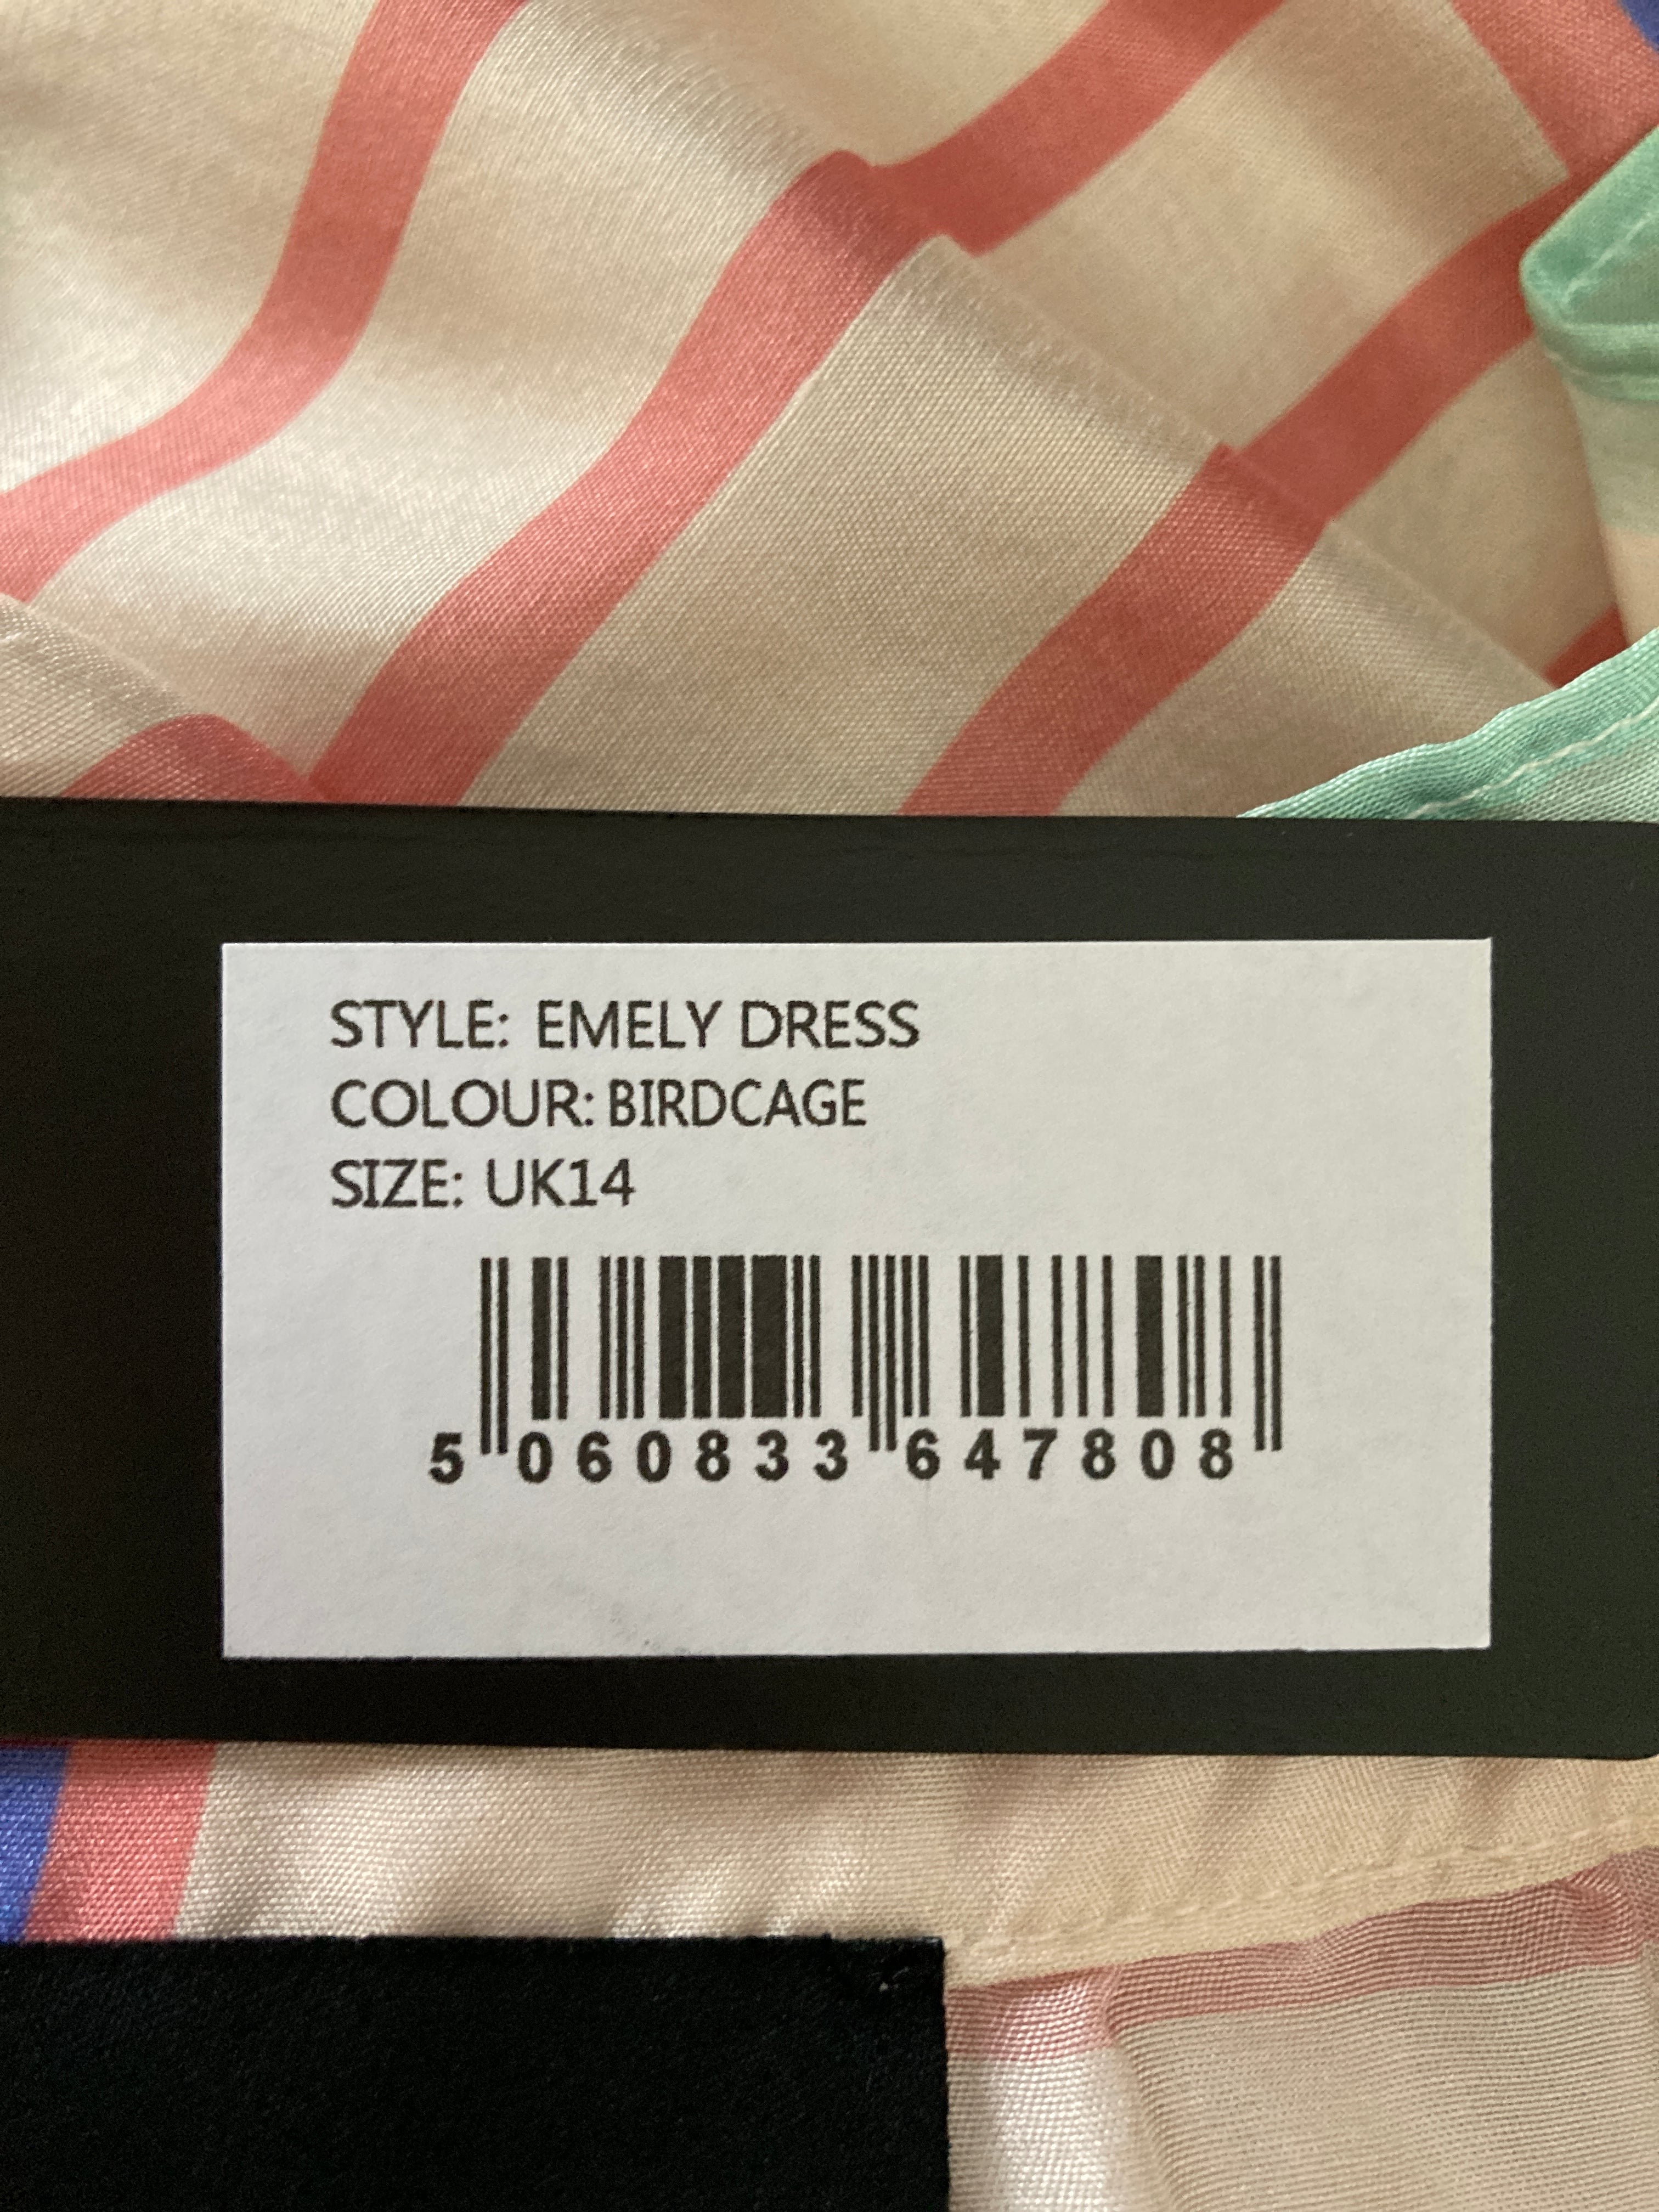 STYLE: EMELY DRESS
COLOUR: BIRDCAGE
SIZE: UK14
5 060833 647808